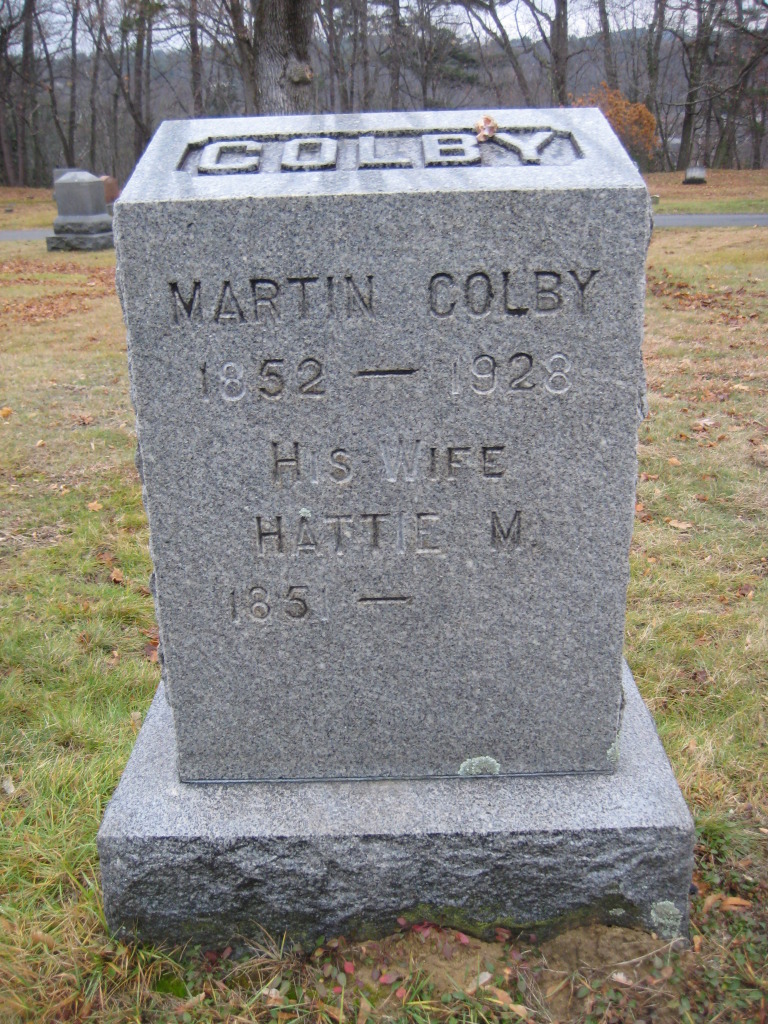 COLBY
MARTIN COLBY
1852 — 1928
HIS WIFE
HATTIE M.
1851 —